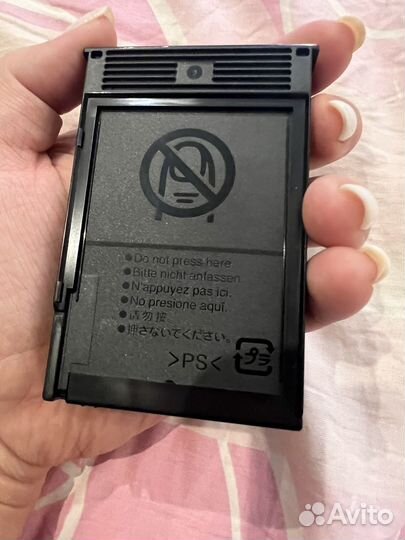 ●Do not press here.
●Bitte nicht anfassen.
●N'appuyez pas ici.
●No presione aquí.
●请勿按
●押さないでください。
>PS< プラ
Avito